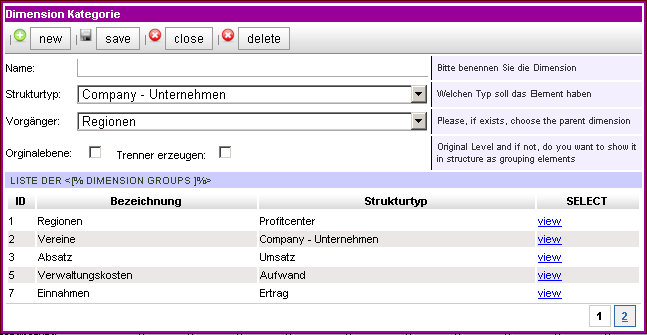 Dimension Kategorie
new save close delete
Name: Bitte benennen Sie die Dimension
Strukturtyp: Company - Unternehmen Welchen Typ soll das Element haben
Vorgänger: Regionen Please, if exists, choose the parent dimension
Orginalebene: Trenner erzeugen: Original Level and if not, do you want to show it
in structure as grouping elements
LISTE DER <[% DIMENSION GROUPS ]%>
ID Bezeichnung Strukturtyp SELECT
1 Regionen Profitcenter view
2 Vereine Company - Unternehmen view
3 Absatz Umsatz view
5 Verwaltungskosten Aufwand view
7 Einnahmen Ertrag view
1 2